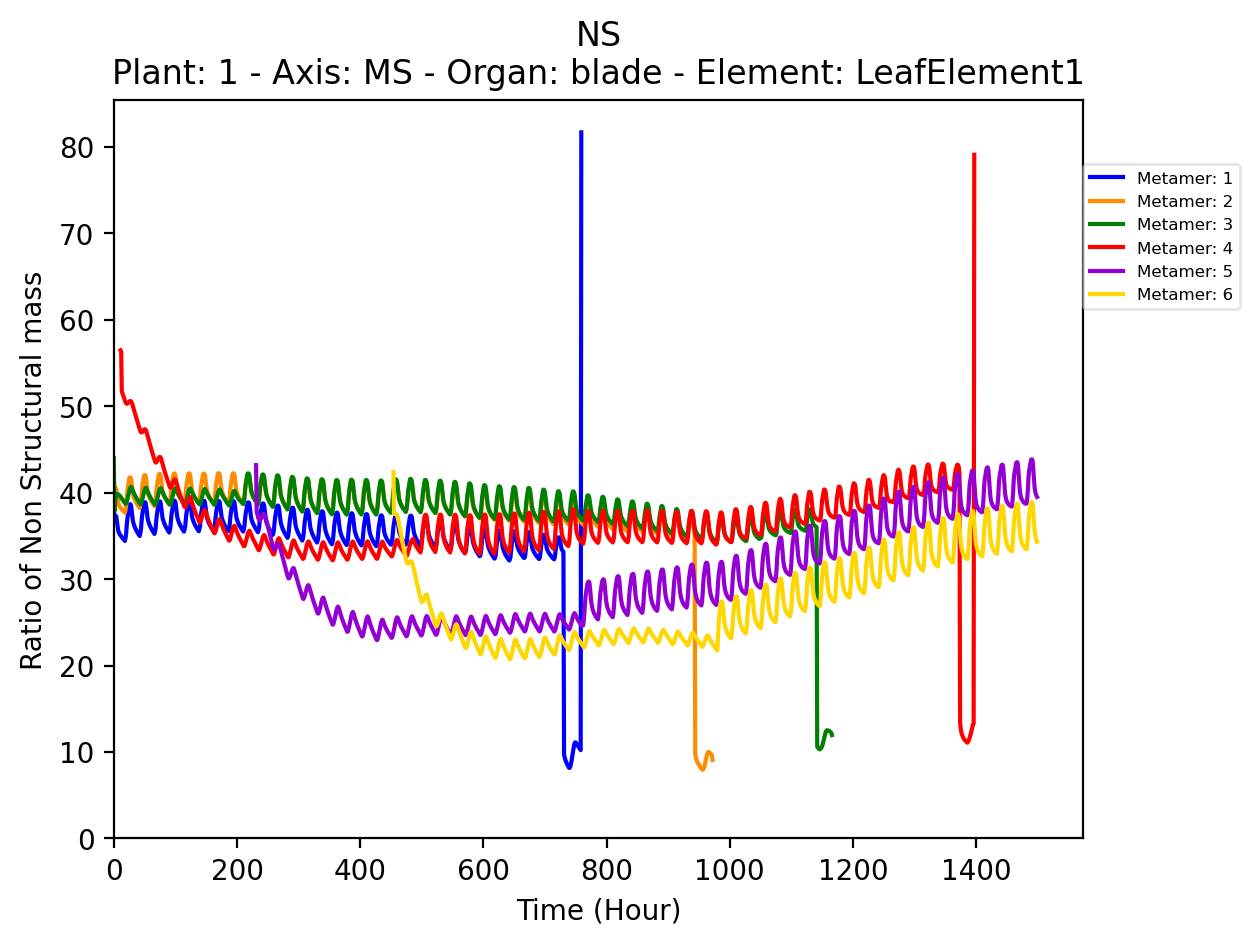 NS
Plant: 1 - Axis: MS - Organ: blade - Element: LeafElement1
Ratio of Non Structural mass
80
70
60
50
40
30
20
10
0
0 200 400 600 800 1000 1200 1400
Time (Hour)
Metamer: 1
Metamer: 2
Metamer: 3
Metamer: 4
Metamer: 5
Metamer: 6